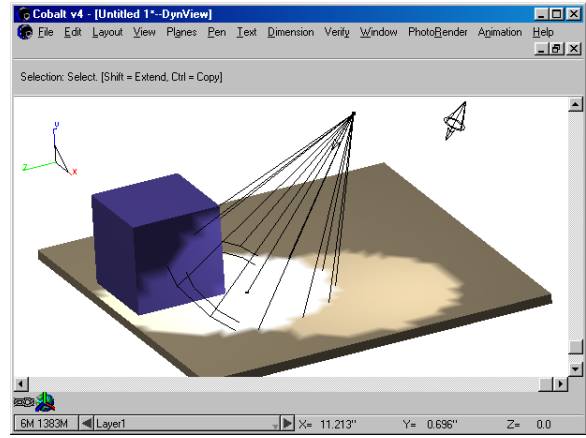 Cobalt v4 - [Untitled 1*--DynView]
File Edit Layout View Planes Pen Text Dimension Verify Window PhotoRender Animation Help
Selection: Select. [Shift = Extend, Ctrl = Copy]
y
z
x
6M 1383M Layer1 X= 11.213" Y= 0.696" Z= 0.0